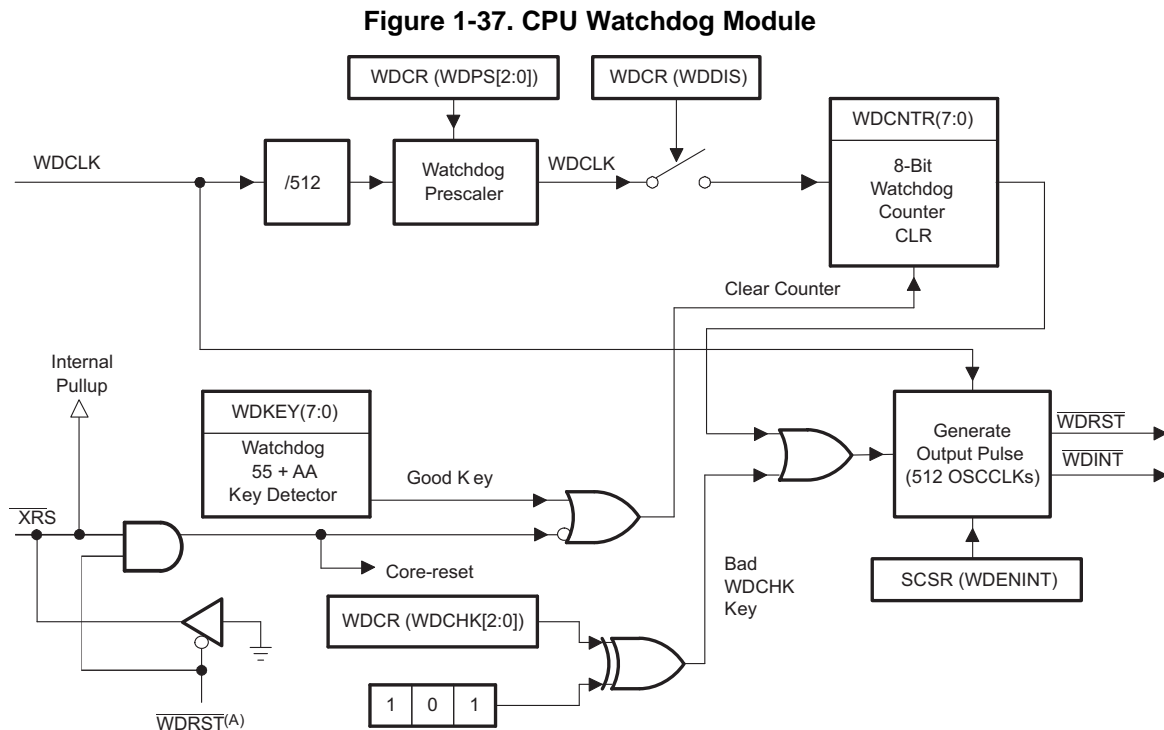 Figure 1-37. CPU Watchdog Module
WDCR (WDPS[2:0])
WDCR (WDDIS)
WDCNTR(7:0)
8-Bit
Watchdog
Counter
CLR
WDCLK
/512
Watchdog
Prescaler
WDCLK
Clear Counter
Internal
Pullup
WDKEY(7:0)
Watchdog
55 + AA
Key Detector
Good Key
Generate
Output Pulse
(512 OSCCLKs)
WDRST
WDINT
XRS
Core-reset
Bad
WDCHK
Key
SCSR (WDENINT)
WDCR (WDCHK[2:0])
1 0 1
WDRST(A)